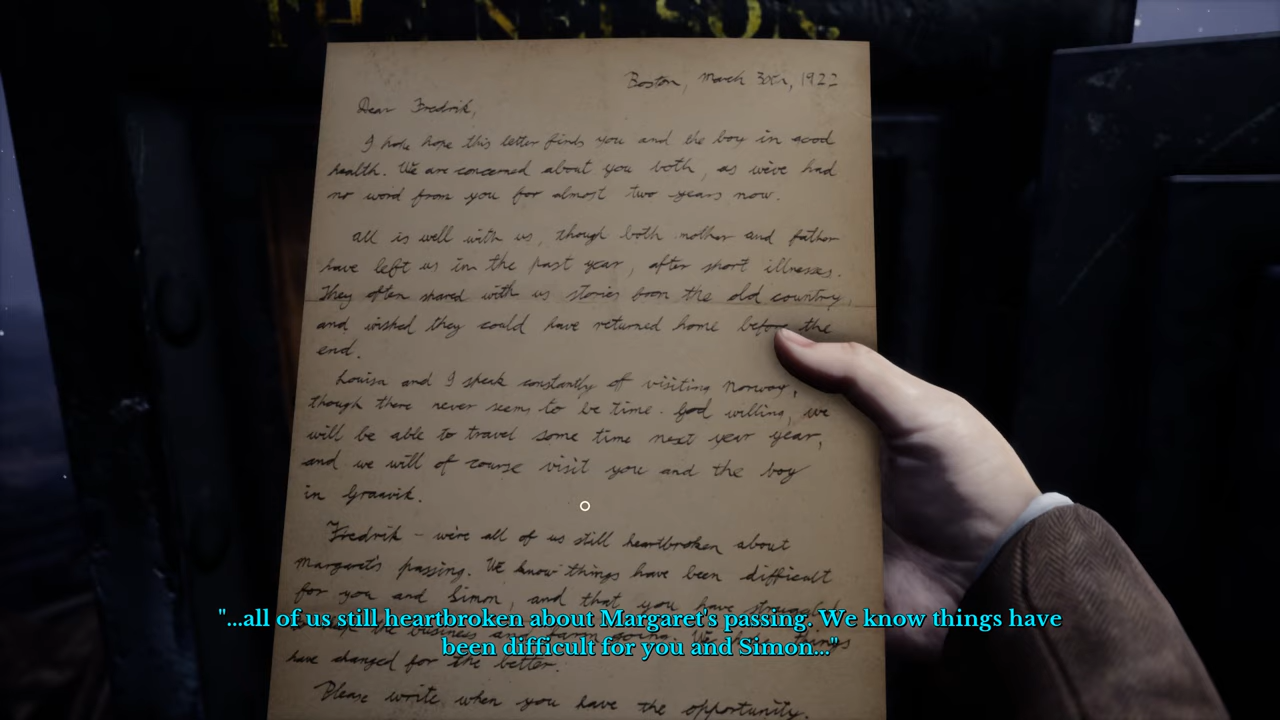 Boston, March 30th, 1922
Dear Fredrik,
I hope this letter finds you and the boy in good
health. We are concerned about you both, as we've had
no word from you for almost two years now.
All is well with us, though both mother and father
have left us in the past year, after short illnesses.
They often shared with us stories from the old country,
and wished they could have returned home before the
end.
Louisa and I speak constantly of visiting Norway,
though there never seems to be time. God willing, we
will be able to travel some time next year year,
and we will of course visit you and the boy
in Graavik.
Fredrik - we're all of us still heartbroken about
Margaret's passing. We know things have been difficult
for you and Simon, and that you have struggled
"...all of us still heartbroken about Margaret's passing. We know things have
been difficult for you and Simon..."
the business and farm going. We things
have changed for the better.
Please write when you have the opportunity.